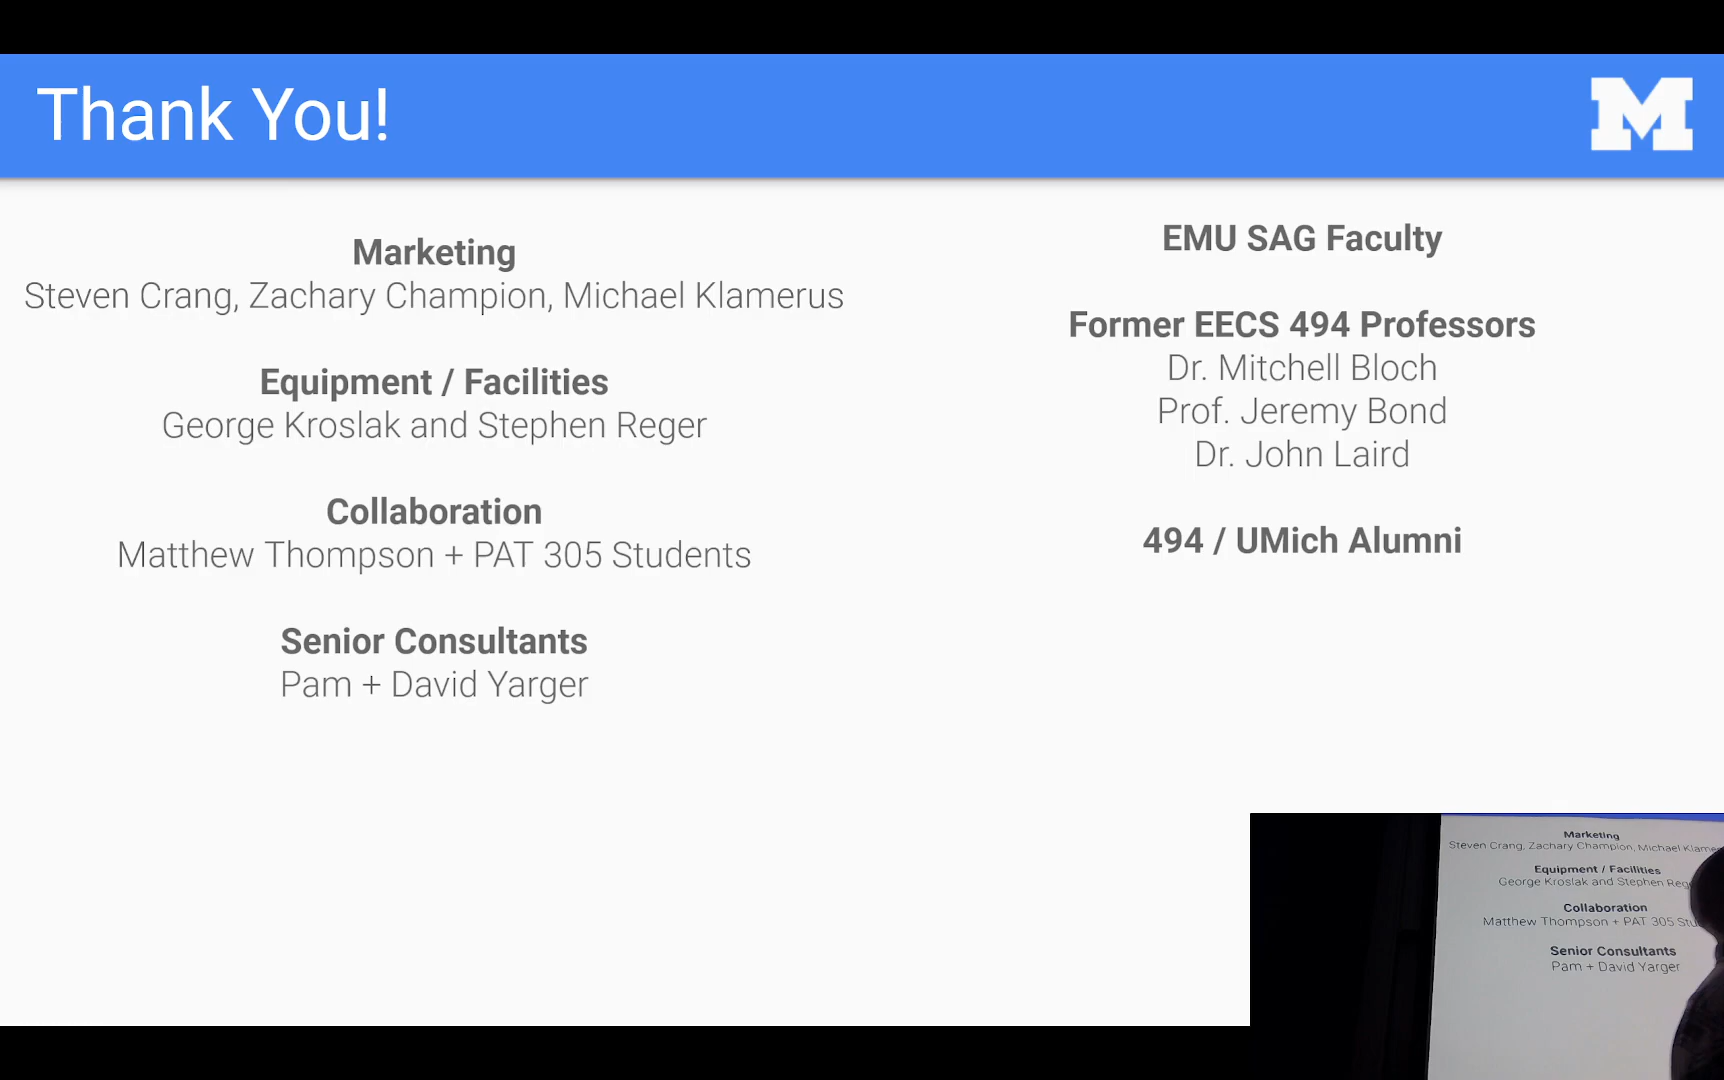 Thank You!
M
Marketing
Steven Crang, Zachary Champion, Michael Klamerus
Equipment / Facilities
George Kroslak and Stephen Reger
Collaboration
Matthew Thompson + PAT 305 Students
Senior Consultants
Pam + David Yarger
EMU SAG Faculty
Former EECS 494 Professors
Dr. Mitchell Bloch
Prof. Jeremy Bond
Dr. John Laird
494 / UMich Alumni
Marketing
Steven Crang, Zachary Champion, Michael Klame
Equipment / Facilities
George Kroslak and Stephen Reg
Collaboration
Matthew Thompson + PAT 305 Stu
Senior Consultants
Pam + David Yarger